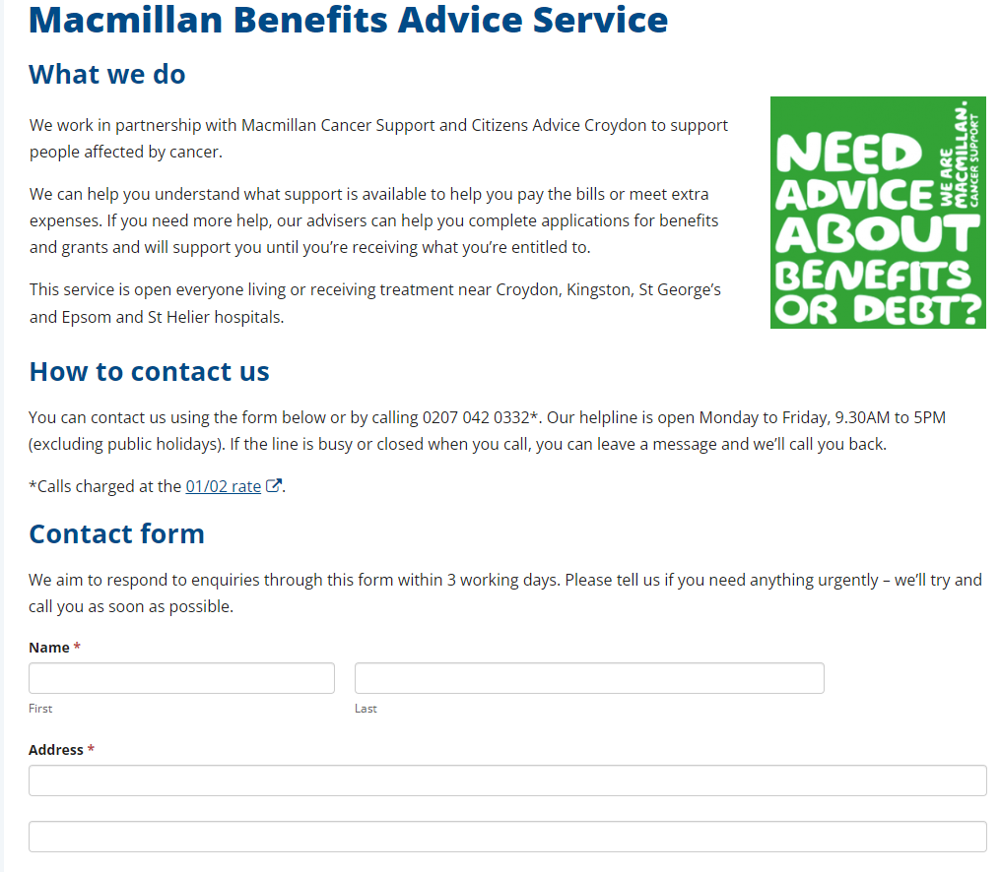 Macmillan Benefits Advice Service
What we do
We work in partnership with Macmillan Cancer Support and Citizens Advice Croydon to support
people affected by cancer.
We can help you understand what support is available to help you pay the bills or meet extra
expenses. If you need more help, our advisers can help you complete applications for benefits
and grants and will support you until you’re receiving what you’re entitled to.
This service is open everyone living or receiving treatment near Croydon, Kingston, St George’s
and Epsom and St Helier hospitals.
NEED
ADVICE
ABOUT
BENEFITS
OR DEBT?
WE ARE
MACMILLAN.
CANCER SUPPORT
How to contact us
You can contact us using the form below or by calling 0207 042 0332*. Our helpline is open Monday to Friday, 9.30AM to 5PM
(excluding public holidays). If the line is busy or closed when you call, you can leave a message and we’ll call you back.
*Calls charged at the 01/02 rate.
Contact form
We aim to respond to enquiries through this form within 3 working days. Please tell us if you need anything urgently – we’ll try and
call you as soon as possible.
Name *
First Last
Address *